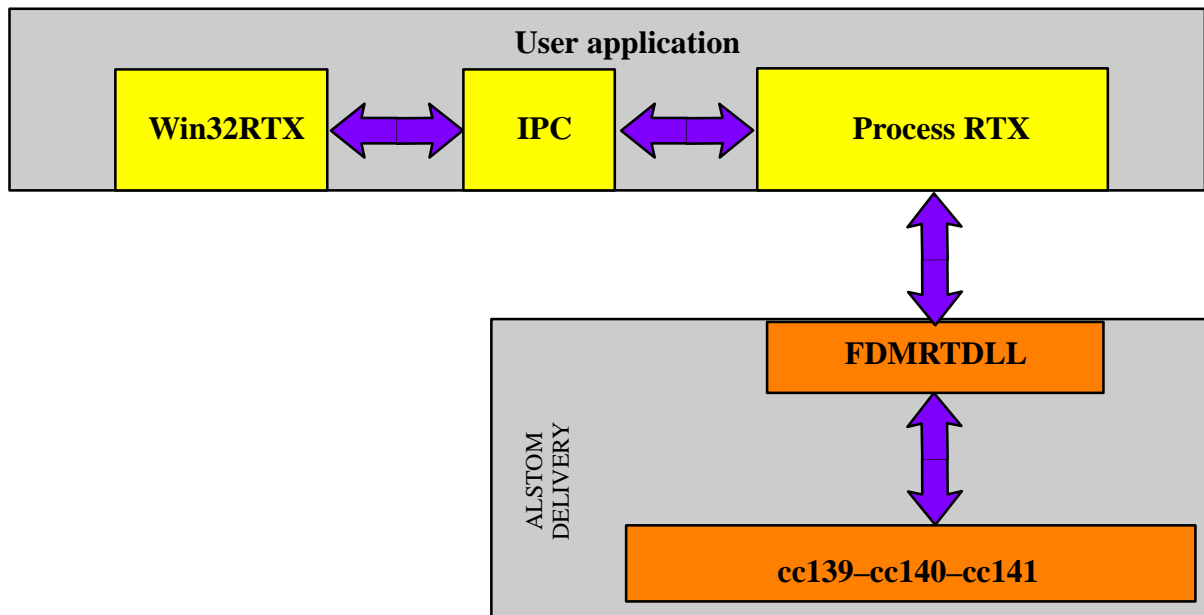 User application
Win32RTX
IPC
Process RTX
FDMRTDLL
ALSTOM
DELIVERY
cc139–cc140–cc141